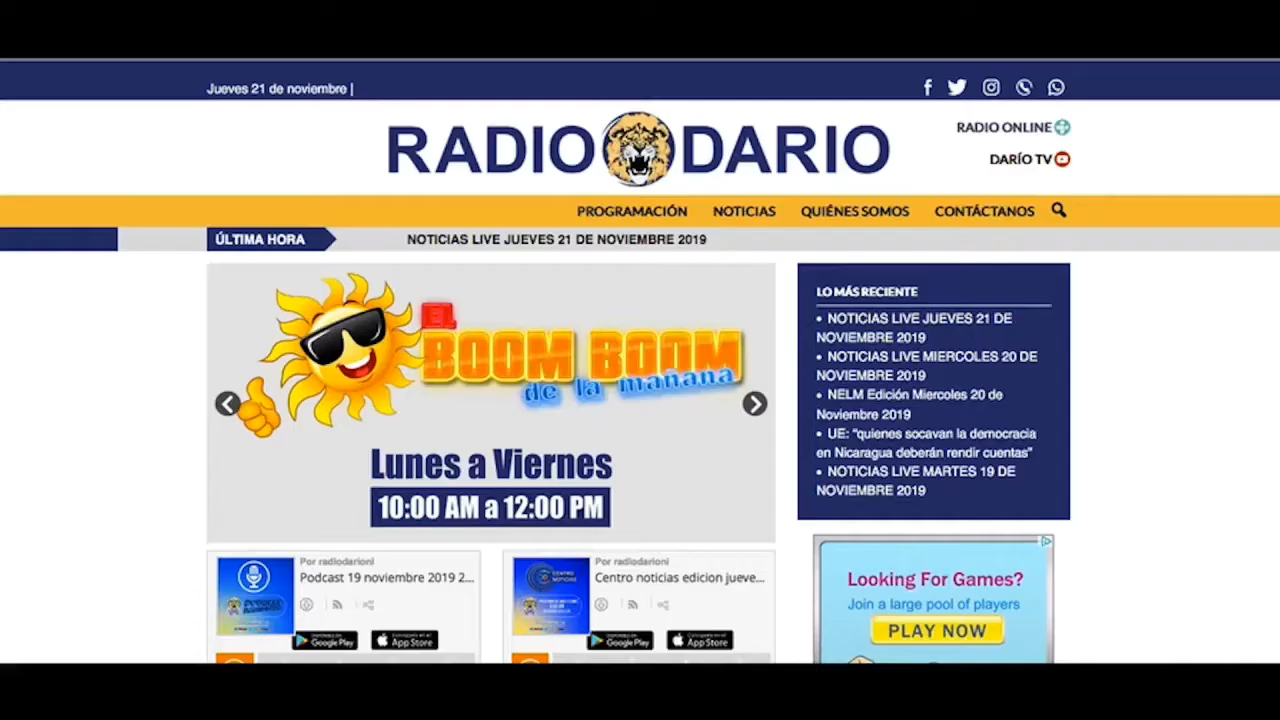 Jueves 21 de noviembre |
RADIO DARIO
RADIO ONLINE
DARÍO TV
PROGRAMACIÓN NOTICIAS QUIÉNES SOMOS CONTÁCTANOS
ÚLTIMA HORA NOTICIAS LIVE JUEVES 21 DE NOVIEMBRE 2019
EL
BOOM BOOM
de la mañana
Lunes a Viernes
10:00 AM a 12:00 PM
LO MÁS RECIENTE
• NOTICIAS LIVE JUEVES 21 DE
NOVIEMBRE 2019
• NOTICIAS LIVE MIERCOLES 20 DE
NOVIEMBRE 2019
• NELM Edición Miercoles 20 de
Noviembre 2019
• UE: “quienes socavan la democracia
en Nicaragua deberán rendir cuentas”
• NOTICIAS LIVE MARTES 19 DE
NOVIEMBRE 2019
Por radiodarioni
Podcast 19 noviembre 2019 2...
Google Play
App Store
Por radiodarioni
Centro noticias edicion jueve...
CENTRO
NOTICIAS
Google Play
App Store
Looking For Games?
Join a large pool of players
PLAY NOW